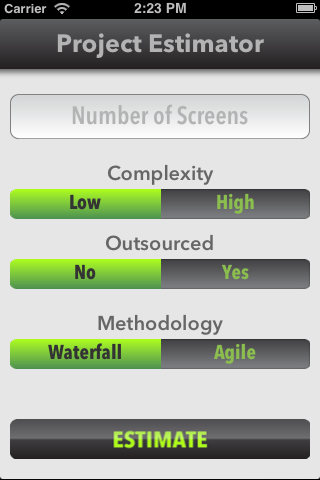 Carrier 2:23 PM
Project Estimator
Number of Screens
Complexity
Low High
Outsourced
No Yes
Methodology
Waterfall Agile
ESTIMATE